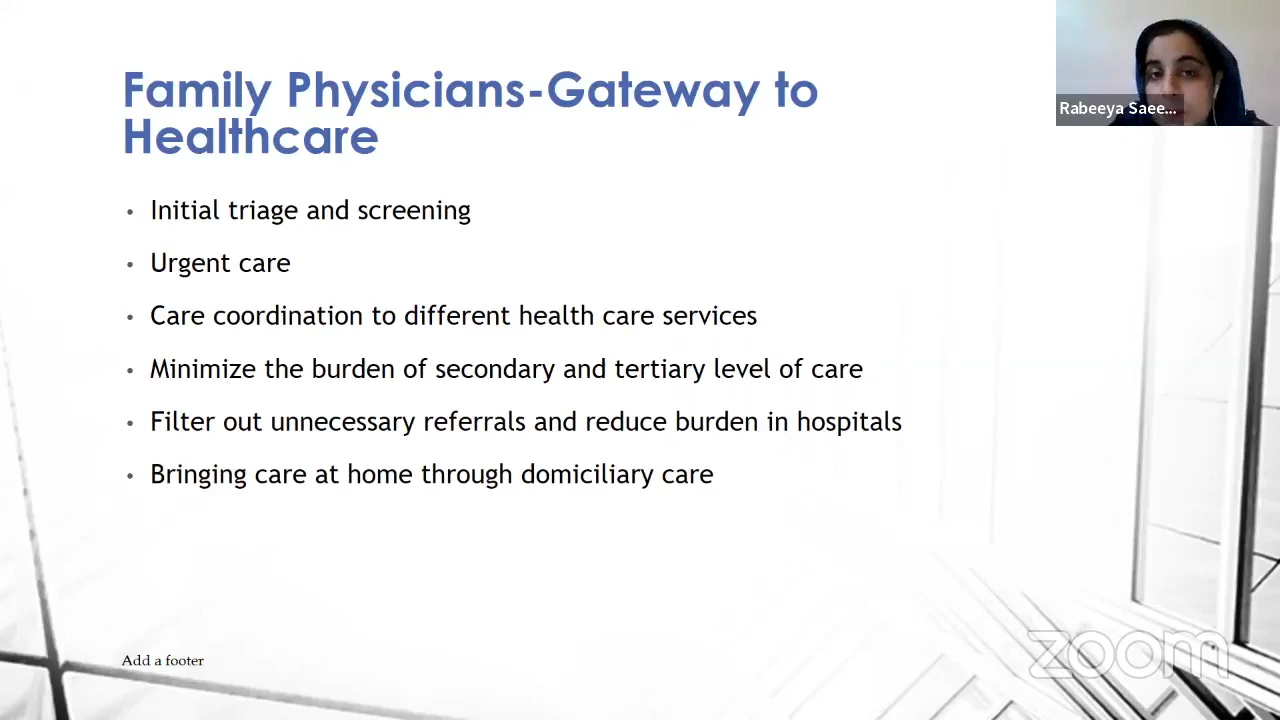 Family Physicians-Gateway to
Healthcare
Rabeeya Saee...
• Initial triage and screening
• Urgent care
• Care coordination to different health care services
• Minimize the burden of secondary and tertiary level of care
• Filter out unnecessary referrals and reduce burden in hospitals
• Bringing care at home through domiciliary care
Add a footer
zoom